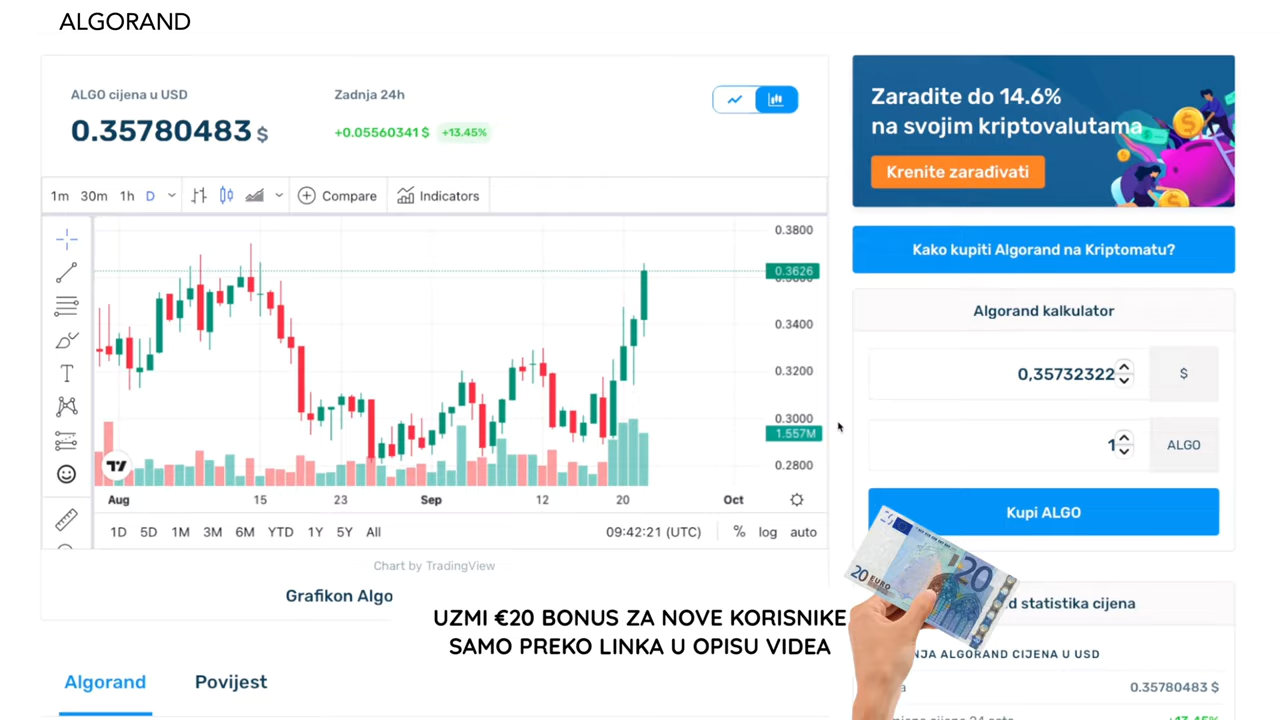 ALGORAND
ALGO cijena u USD
Zadnja 24h
0.35780483 $
+0.05560341 $ +13.45%
1m 30m 1h D Compare Indicators
0.3800
0.3626
0.3400
0.3200
0.3000
1.557M
0.2800
Aug 15 23 Sep 12 20 Oct
1D 5D 1M 3M 6M YTD 1Y 5Y All 09:42:21 (UTC) % log auto
Chart by TradingView
Grafikon Algo
Zaradite do 14.6%
na svojim kriptovalutama
Krenite zarađivati
Kako kupiti Algorand na Kriptomatu?
Algorand kalkulator
0,35732322 $
1 ALGO
Kupi ALGO
20 EURO
20
UZMI €20 BONUS ZA NOVE KORISNIKE
SAMO PREKO LINKA U OPISU VIDEA
statistika cijena
ALGORAND CIJENA U USD
0.35780483 $
Algorand Povijest